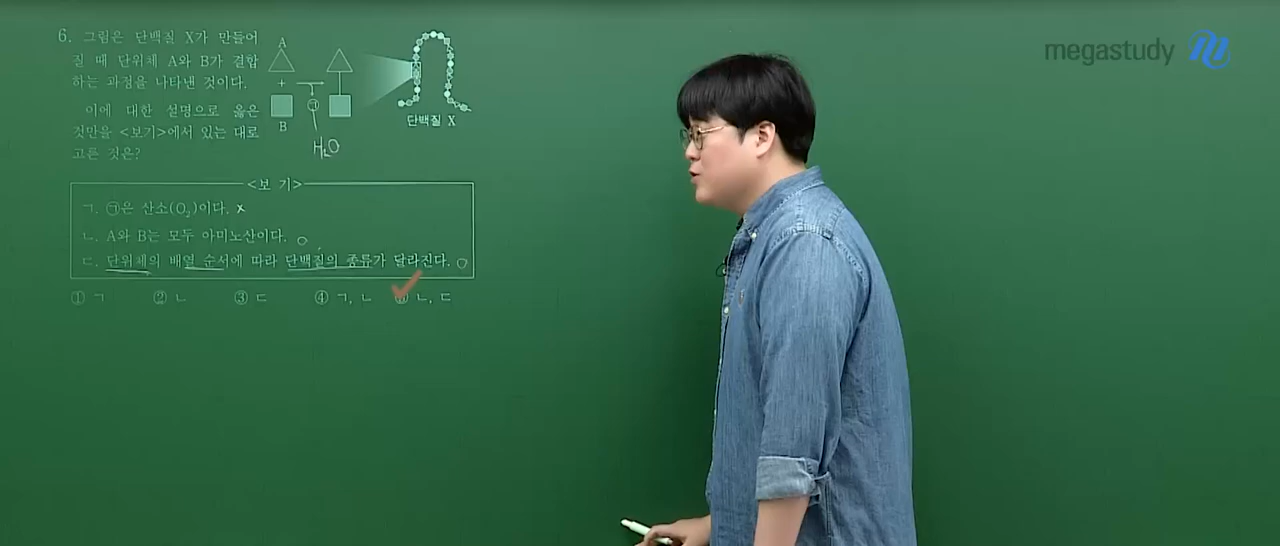 megastudy
6. 그림은 단백질 X가 만들어
질 때 단위체 A와 B가 결합
하는 과정을 나타낸 것이다.
이에 대한 설명으로 옳은
것만을 <보기>에서 있는 대로
고른 것은?
A
+
㉠
B
H₂O
단백질 X
<보 기>
ㄱ. ㉠은 산소(O₂)이다. x
ㄴ. A와 B는 모두 아미노산이다. ○
ㄷ. 단위체의 배열 순서에 따라 단백질의 종류가 달라진다. ○
① ㄱ ② ㄴ ③ ㄷ ④ ㄱ, ㄴ ⑤ ㄴ, ㄷ